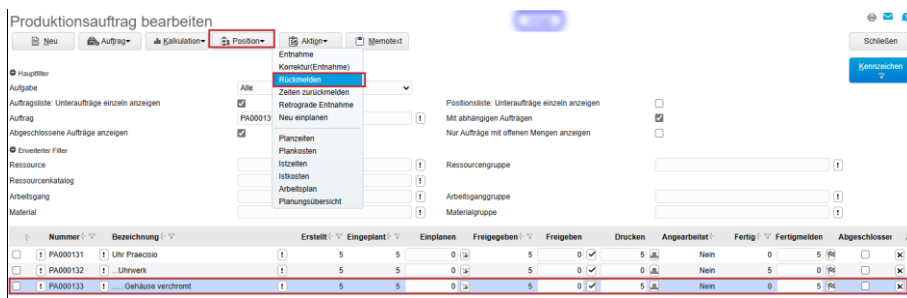 Produktionsauftrag bearbeiten
Neu Auftrag Kalkulation Position Aktion Memotext Schließen
Entnahme
Korrektur(Entnahme)
Rückmelden
Zeiten zurückmelden
Retrograde Entnahme
Neu einplanen
Planzeiten
Plankosten
Istzeiten
Istkosten
Arbeitsplan
Planungsübersicht
Kennzeichen
Hauptfilter
Aufgabe Alle
Auftragsliste: Unteraufträge einzeln anzeigen Positionsliste: Unteraufträge einzeln anzeigen
Auftrag PA00013 Mit abhängigen Aufträgen
Abgeschlossene Aufträge anzeigen Nur Aufträge mit offenen Mengen anzeigen
Erweiterter Filter
Ressource Ressourcengruppe
Ressourcenkatalog
Arbeitsgang Arbeitsganggruppe
Material Materialgruppe
Nummer Bezeichnung Erstellt Eingeplant Einplanen Freigegeben Freigeben Drucken Angearbeitet Fertig Fertigmelden Abgeschlossen
PA000131 Uhr Praecisio 5 5 0 5 0 5 Nein 0 5
PA000132 ...Uhrwerk 5 5 0 5 0 5 Nein 5 0
PA000133 ......Gehäuse verchromt 5 5 0 5 0 0 Nein 0 5